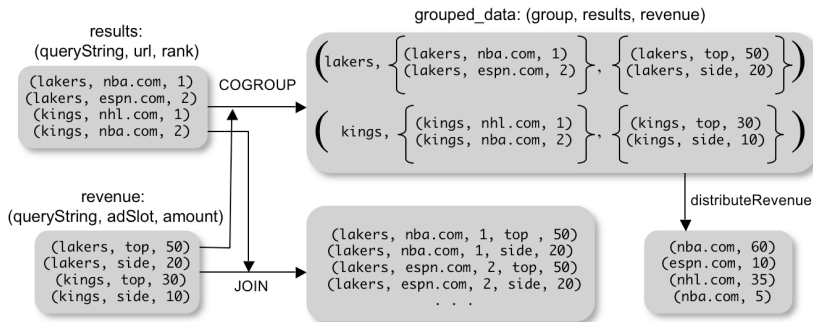 results:
(queryString, url, rank)
(lakers, nba.com, 1)
(lakers, espn.com, 2)
(kings, nhl.com, 1)
(kings, nba.com, 2)
COGROUP
grouped_data: (group, results, revenue)
(lakers, {(lakers, nba.com, 1) (lakers, espn.com, 2)}, {(lakers, top, 50) (lakers, side, 20)})
(kings, {(kings, nhl.com, 1) (kings, nba.com, 2)}, {(kings, top, 30) (kings, side, 10)})
revenue:
(queryString, adSlot, amount)
(lakers, top, 50)
(lakers, side, 20)
(kings, top, 30)
(kings, side, 10)
JOIN
(lakers, nba.com, 1, top , 50)
(lakers, nba.com, 1, side, 20)
(lakers, espn.com, 2, top, 50)
(lakers, espn.com, 2, side, 20)
. . .
distributeRevenue
(nba.com, 60)
(espn.com, 10)
(nhl.com, 35)
(nba.com, 5)